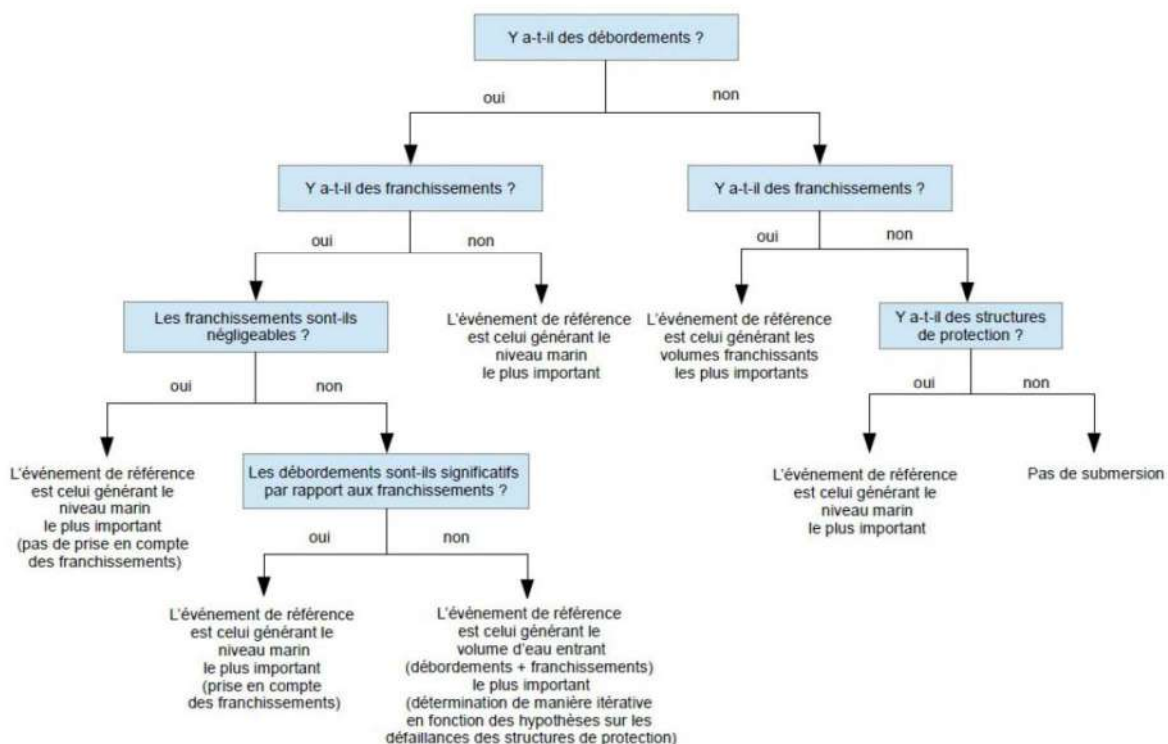 Y a-t-il des débordements ?
oui
non
Y a-t-il des franchissements ?
Y a-t-il des franchissements ?
oui
non
oui
non
Les franchissements sont-ils
négligeables ?
L'événement de référence
est celui générant le
niveau marin
le plus important
L'événement de référence
est celui générant les
volumes franchissants
les plus importants
Y a-t-il des structures
de protection ?
oui
non
oui
non
L'événement de référence
est celui générant le
niveau marin
le plus important
(pas de prise en compte
des franchissements)
Les débordements sont-ils significatifs
par rapport aux franchissements ?
L'événement de référence
est celui générant le
niveau marin
le plus important
Pas de submersion
oui
non
L'événement de référence
est celui générant le
niveau marin
le plus important
(prise en compte
des franchissements)
L'événement de référence
est celui générant le
volume d'eau entrant
(débordements + franchissements)
le plus important
(détermination de manière itérative
en fonction des hypothèses sur les
défaillances des structures de protection)